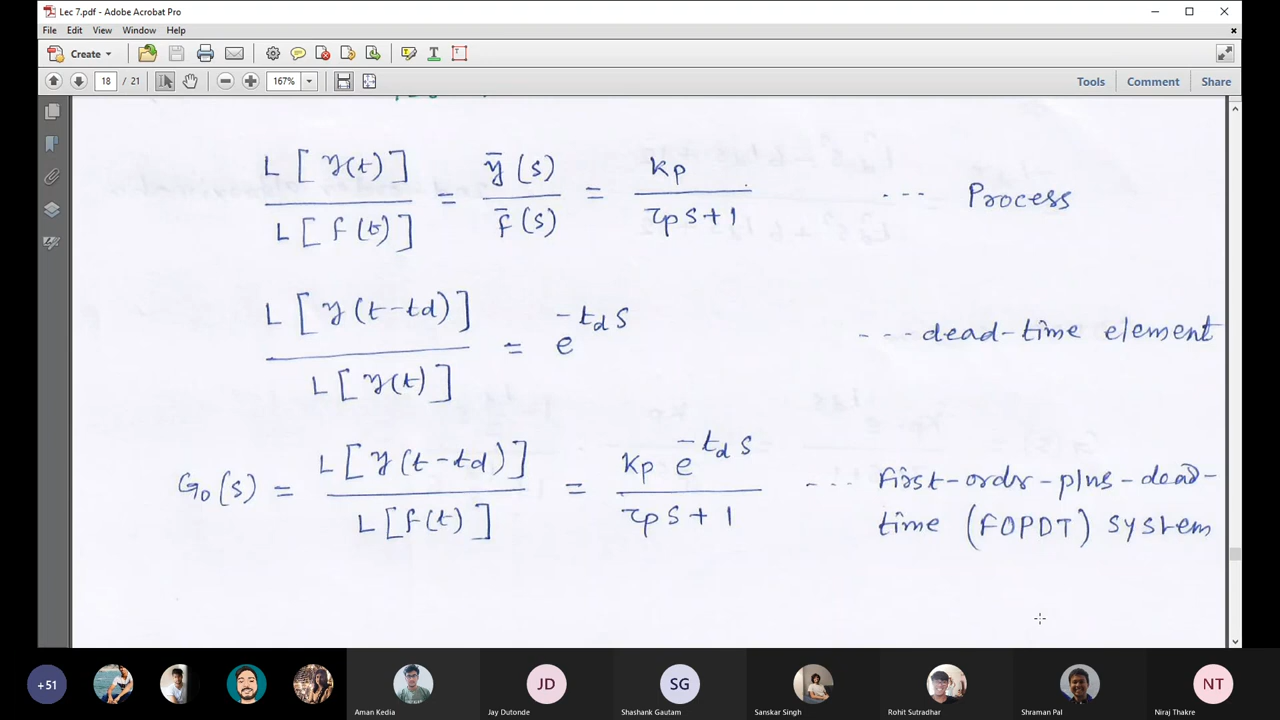 Lec 7.pdf - Adobe Acrobat Pro
File Edit View Window Help
Create
18 / 21 167% Tools Comment Share
L[y(t)] / L[f(t)] = ȳ(s) / f̄(s) = Kp / (τp s + 1) --- Process
L[y(t-td)] / L[y(t)] = e^(-td s) --- dead-time element
G₀(s) = L[y(t-td)] / L[f(t)] = Kp e^(-td s) / (τp s + 1) --- First-ordr-plus-dead-
time (FOPDT) system
+51 JD SG NT
Aman Kedia Jay Dutonde Shashank Gautam Sanskar Singh Rohit Sutradhar Shraman Pal Niraj Thakre